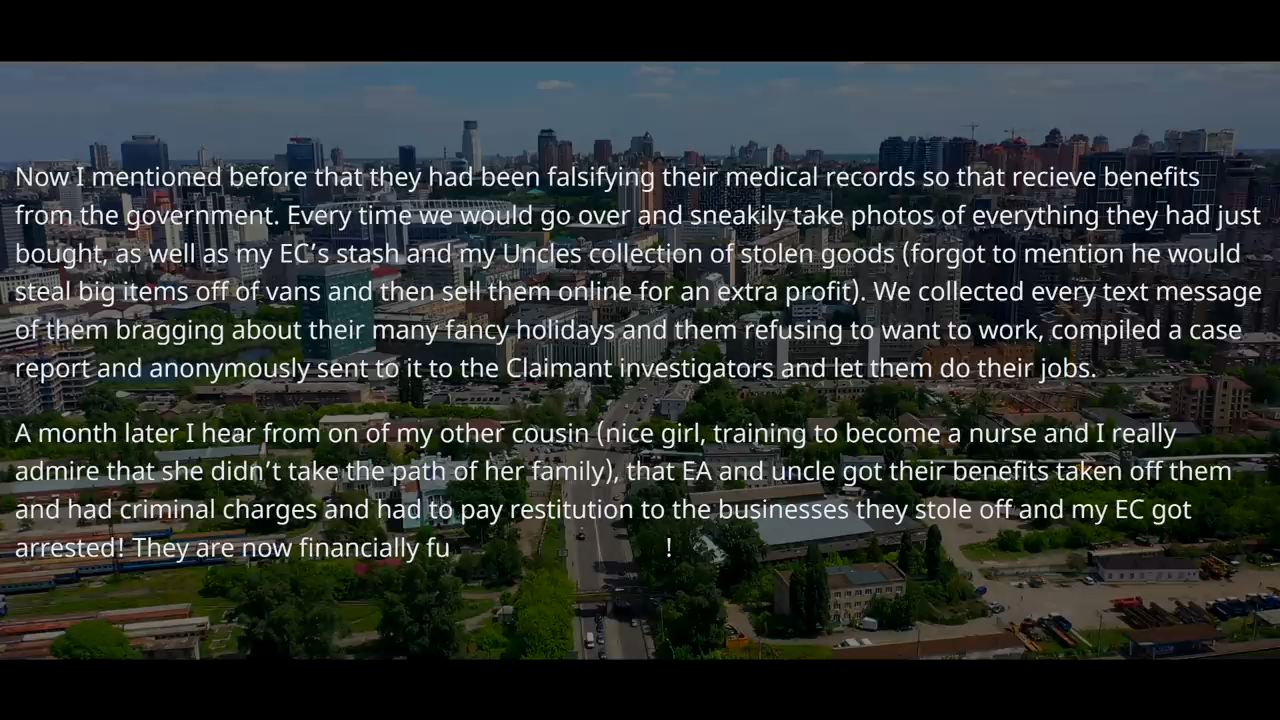 Now I mentioned before that they had been falsifying their medical records so that recieve benefits
from the government. Every time we would go over and sneakily take photos of everything they had just
bought, as well as my EC’s stash and my Uncles collection of stolen goods (forgot to mention he would
steal big items off of vans and then sell them online for an extra profit). We collected every text message
of them bragging about their many fancy holidays and them refusing to want to work, compiled a case
report and anonymously sent to it to the Claimant investigators and let them do their jobs.
A month later I hear from on of my other cousin (nice girl, training to become a nurse and I really
admire that she didn’t take the path of her family), that EA and uncle got their benefits taken off them
and had criminal charges and had to pay restitution to the businesses they stole off and my EC got
arrested! They are now financially fu !